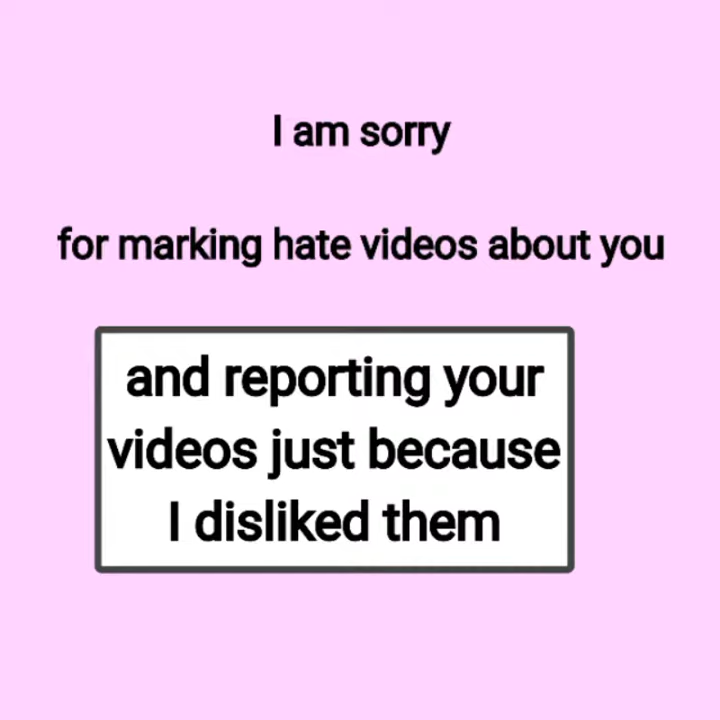 I am sorry
for marking hate videos about you
and reporting your
videos just because
I disliked them